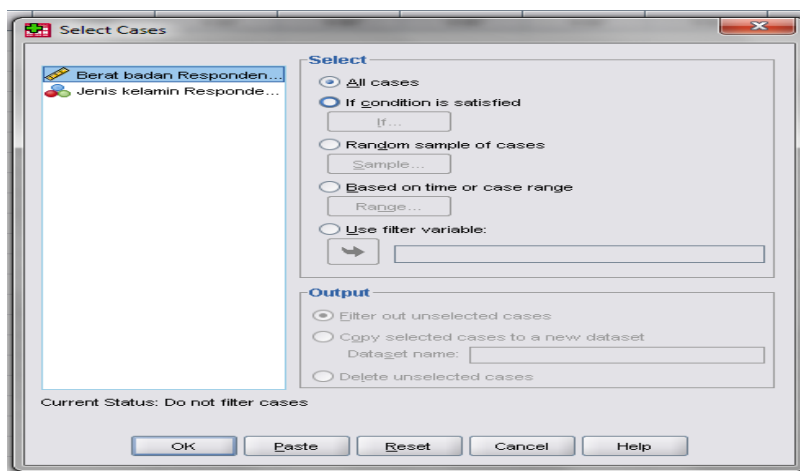 Select Cases
Berat badan Responden...
Jenis kelamin Responde...
Select
All cases
If condition is satisfied
If...
Random sample of cases
Sample...
Based on time or case range
Range...
Use filter variable:
Output
Filter out unselected cases
Copy selected cases to a new dataset
Dataset name:
Delete unselected cases
Current Status: Do not filter cases
OK Paste Reset Cancel Help